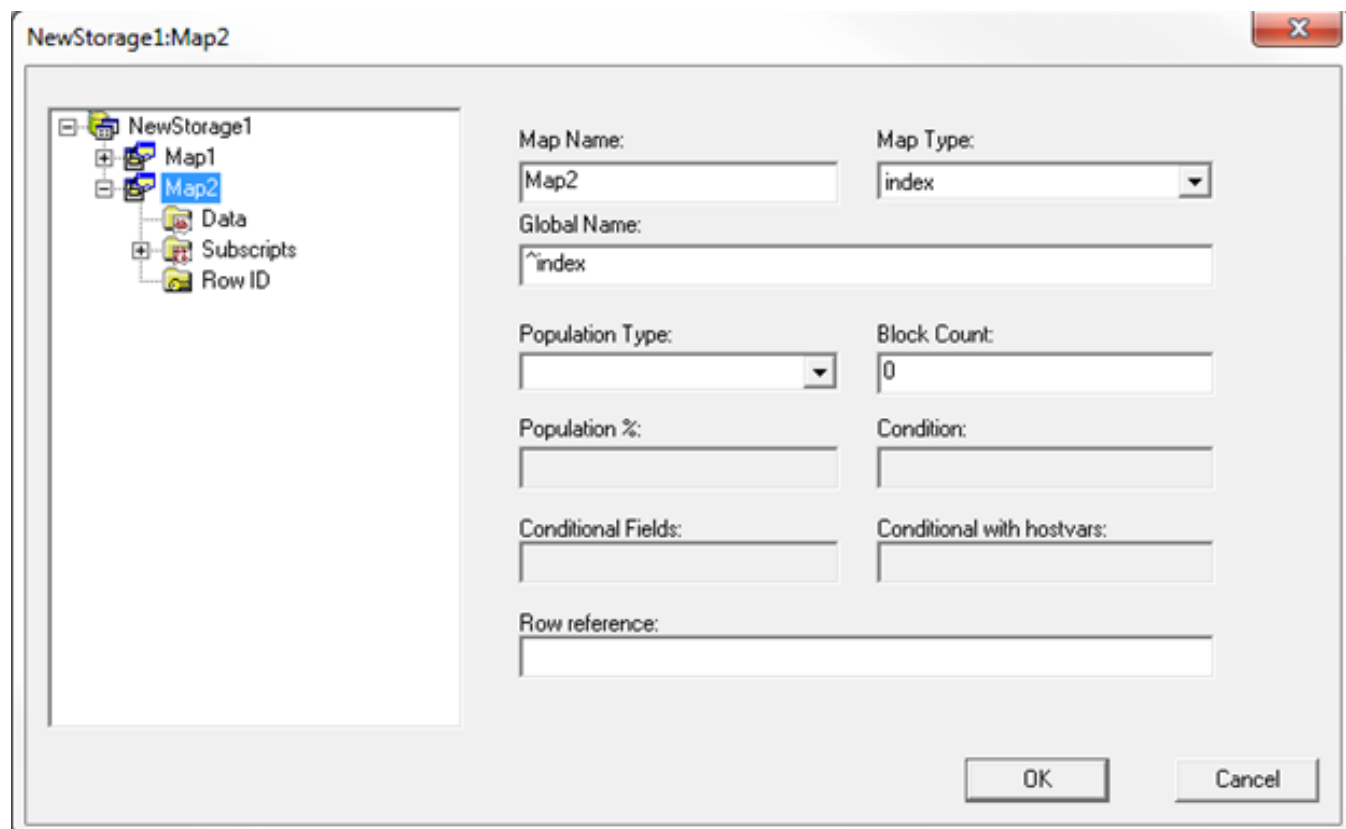 NewStorage1:Map2
NewStorage1
Map1
Map2
Data
Subscripts
Row ID
Map Name: Map Type:
Map2 index
Global Name:
^index
Population Type: Block Count:
0
Population %: Condition:
Conditional Fields: Conditional with hostvars:
Row reference:
OK Cancel